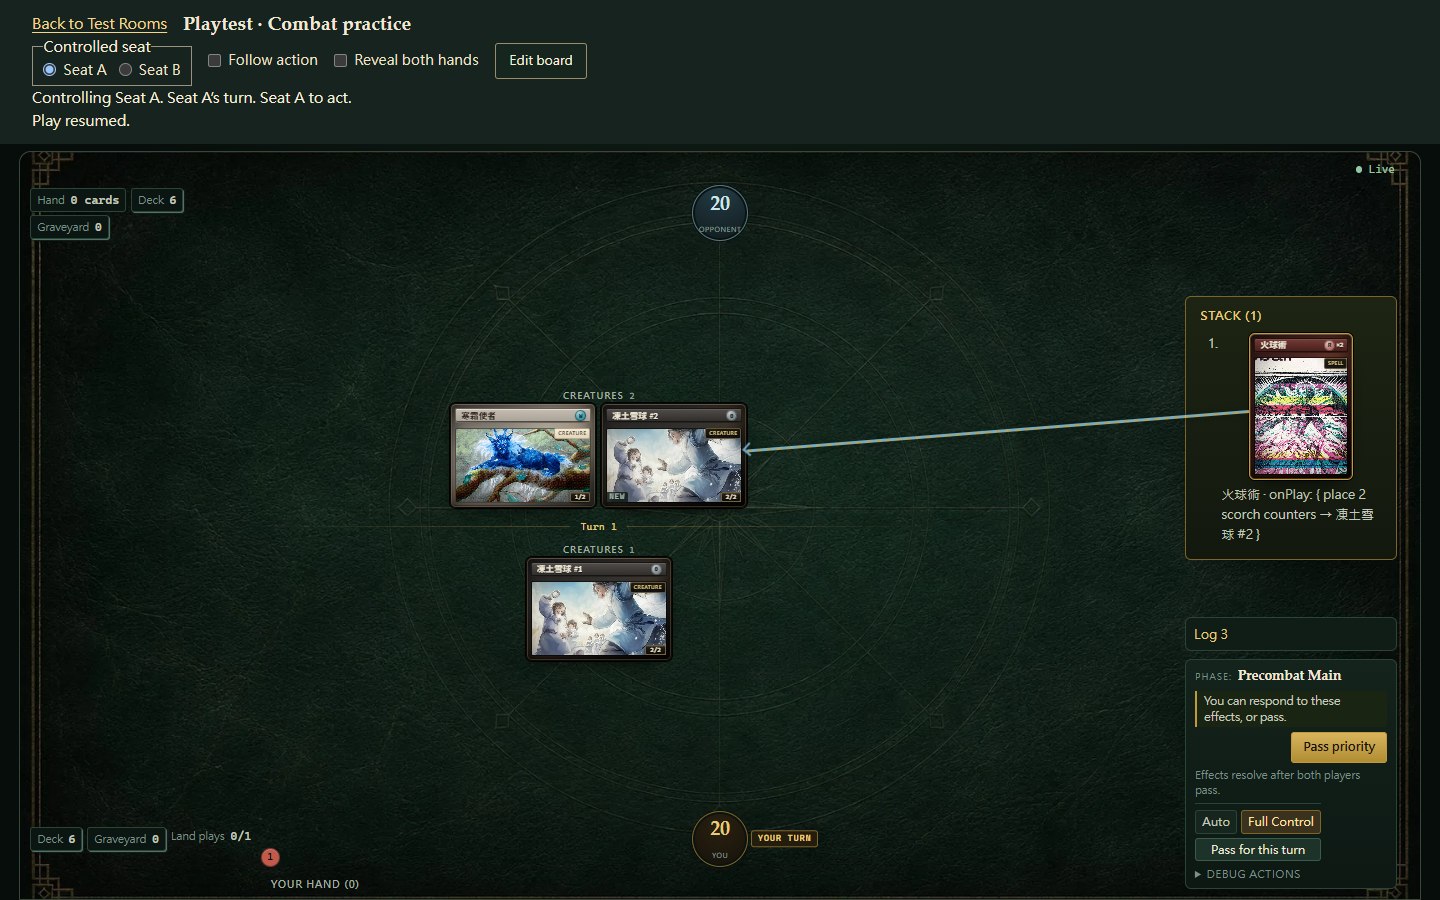 Back to Test Rooms Playtest · Combat practice
Controlled seat
Seat A Seat B Follow action Reveal both hands Edit board
Controlling Seat A. Seat A's turn. Seat A to act.
Play resumed.
Live
Hand 0 cards Deck 6
Graveyard 0
20
OPPONENT
STACK (1)
1.
火球術 R ×2
SPELL
火球術 · onPlay: { place 2
scorch counters → 凍土雪
球 #2 }
CREATURES 2
寒霜使者
CREATURE
1/2
凍土雪球 #2 0
CREATURE
NEW 2/2
Turn 1
CREATURES 1
凍土雪球 #1 0
CREATURE
2/2
Log 3
PHASE: Precombat Main
You can respond to these
effects, or pass.
Pass priority
Effects resolve after both players
pass.
Auto Full Control
Pass for this turn
▶ DEBUG ACTIONS
Deck 6 Graveyard 0 Land plays 0/1
1
YOUR HAND (0)
20
YOU
YOUR TURN